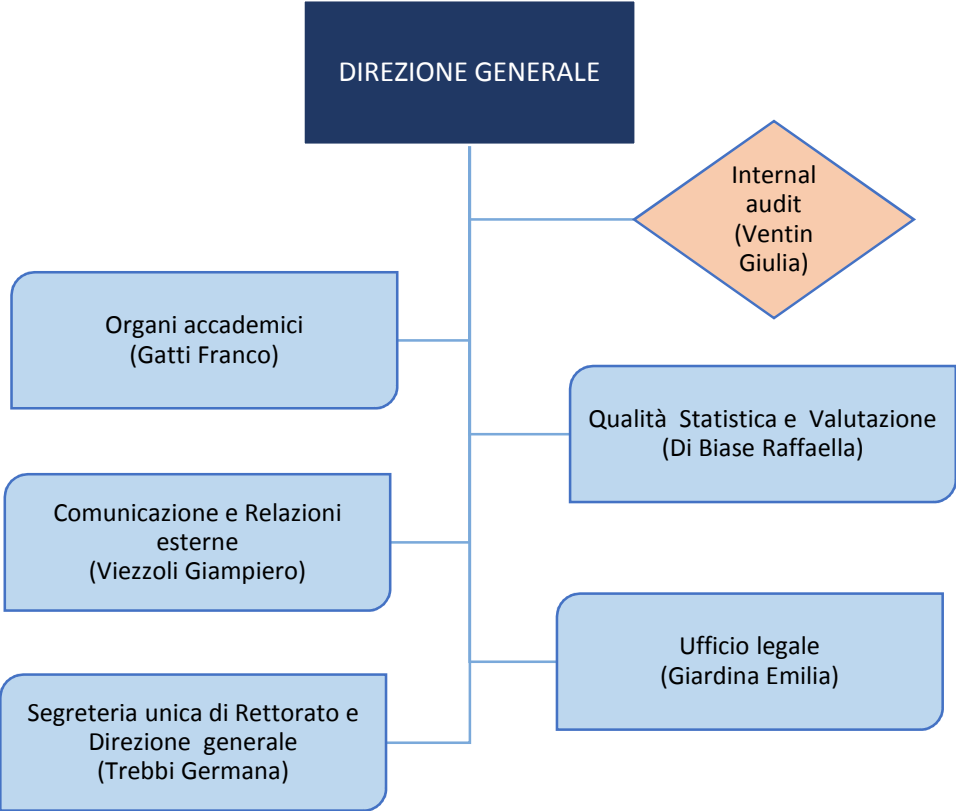 DIREZIONE GENERALE
Internal
audit
(Ventin
Giulia)
Organi accademici
(Gatti Franco)
Qualità  Statistica e  Valutazione
(Di Biase Raffaella)
Comunicazione e Relazioni
esterne
(Viezzoli Giampiero)
Ufficio legale
(Giardina Emilia)
Segreteria unica di Rettorato e
Direzione  generale
(Trebbi Germana)